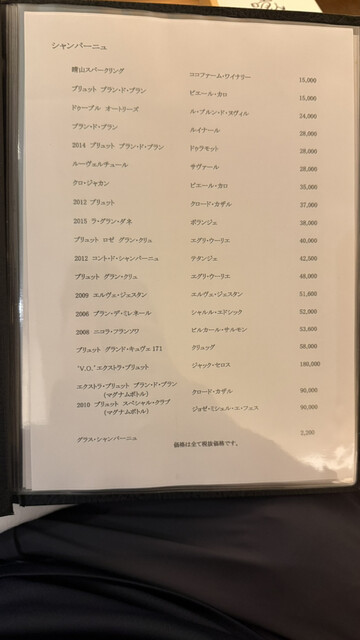 シャンパーニュ
晴山スパークリング ココファーム・ワイナリー 15,000
ブリュット ブラン・ド・ブラン ピエール・カロ 15,000
ドゥーブル オートリーズ ル・ブルン・ド・ヌヴィル 24,000
ブラン・ド・ブラン ルイナール 28,000
2014 ブリュット ブラン・ド・ブラン ドゥラモット 28,000
ルーヴェルチュール サヴァール 28,000
クロ・ジャカン ピエール・カロ 35,000
2012 ブリュット クロード・カザル 37,000
2015 ラ・グラン・ダネ ボランジェ 38,000
ブリュット ロゼ グラン・クリュ エグリ・ウーリエ 40,000
2012 コント・ド・シャンパーニュ テタンジェ 42,500
ブリュット グラン・クリュ エグリ・ウーリエ 48,000
2009 エルヴェ・ジェスタン エルヴェ・ジェスタン 51,000
2006 ブラン・デ・ミレネール シャルル・エドシック 52,000
2008 ニコラ・フランソワ ビルカール・サルモン 53,600
ブリュット グランド・キュヴェ 171 クリュッグ 58,000
"V.O."エクストラ・ブリュット ジャック・セロス 180,000
エクストラ・ブリュット ブラン・ド・ブラン クロード・カザル 90,000
(マグナムボトル)
2010 ブリュット スペシャル・クラブ ジョゼ・ミシェル・エ・フィス 90,000
(マグナムボトル)
グラス・シャンパーニュ 2,200
価格は全て税抜価格です。